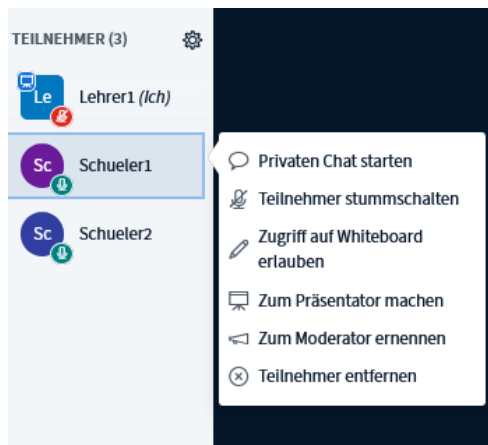 TEILNEHMER (3)
Le
Lehrer1 (Ich)
Sc
Schueler1
Sc
Schueler2
Privaten Chat starten
Teilnehmer stummschalten
Zugriff auf Whiteboard
erlauben
Zum Präsentator machen
Zum Moderator ernennen
Teilnehmer entfernen